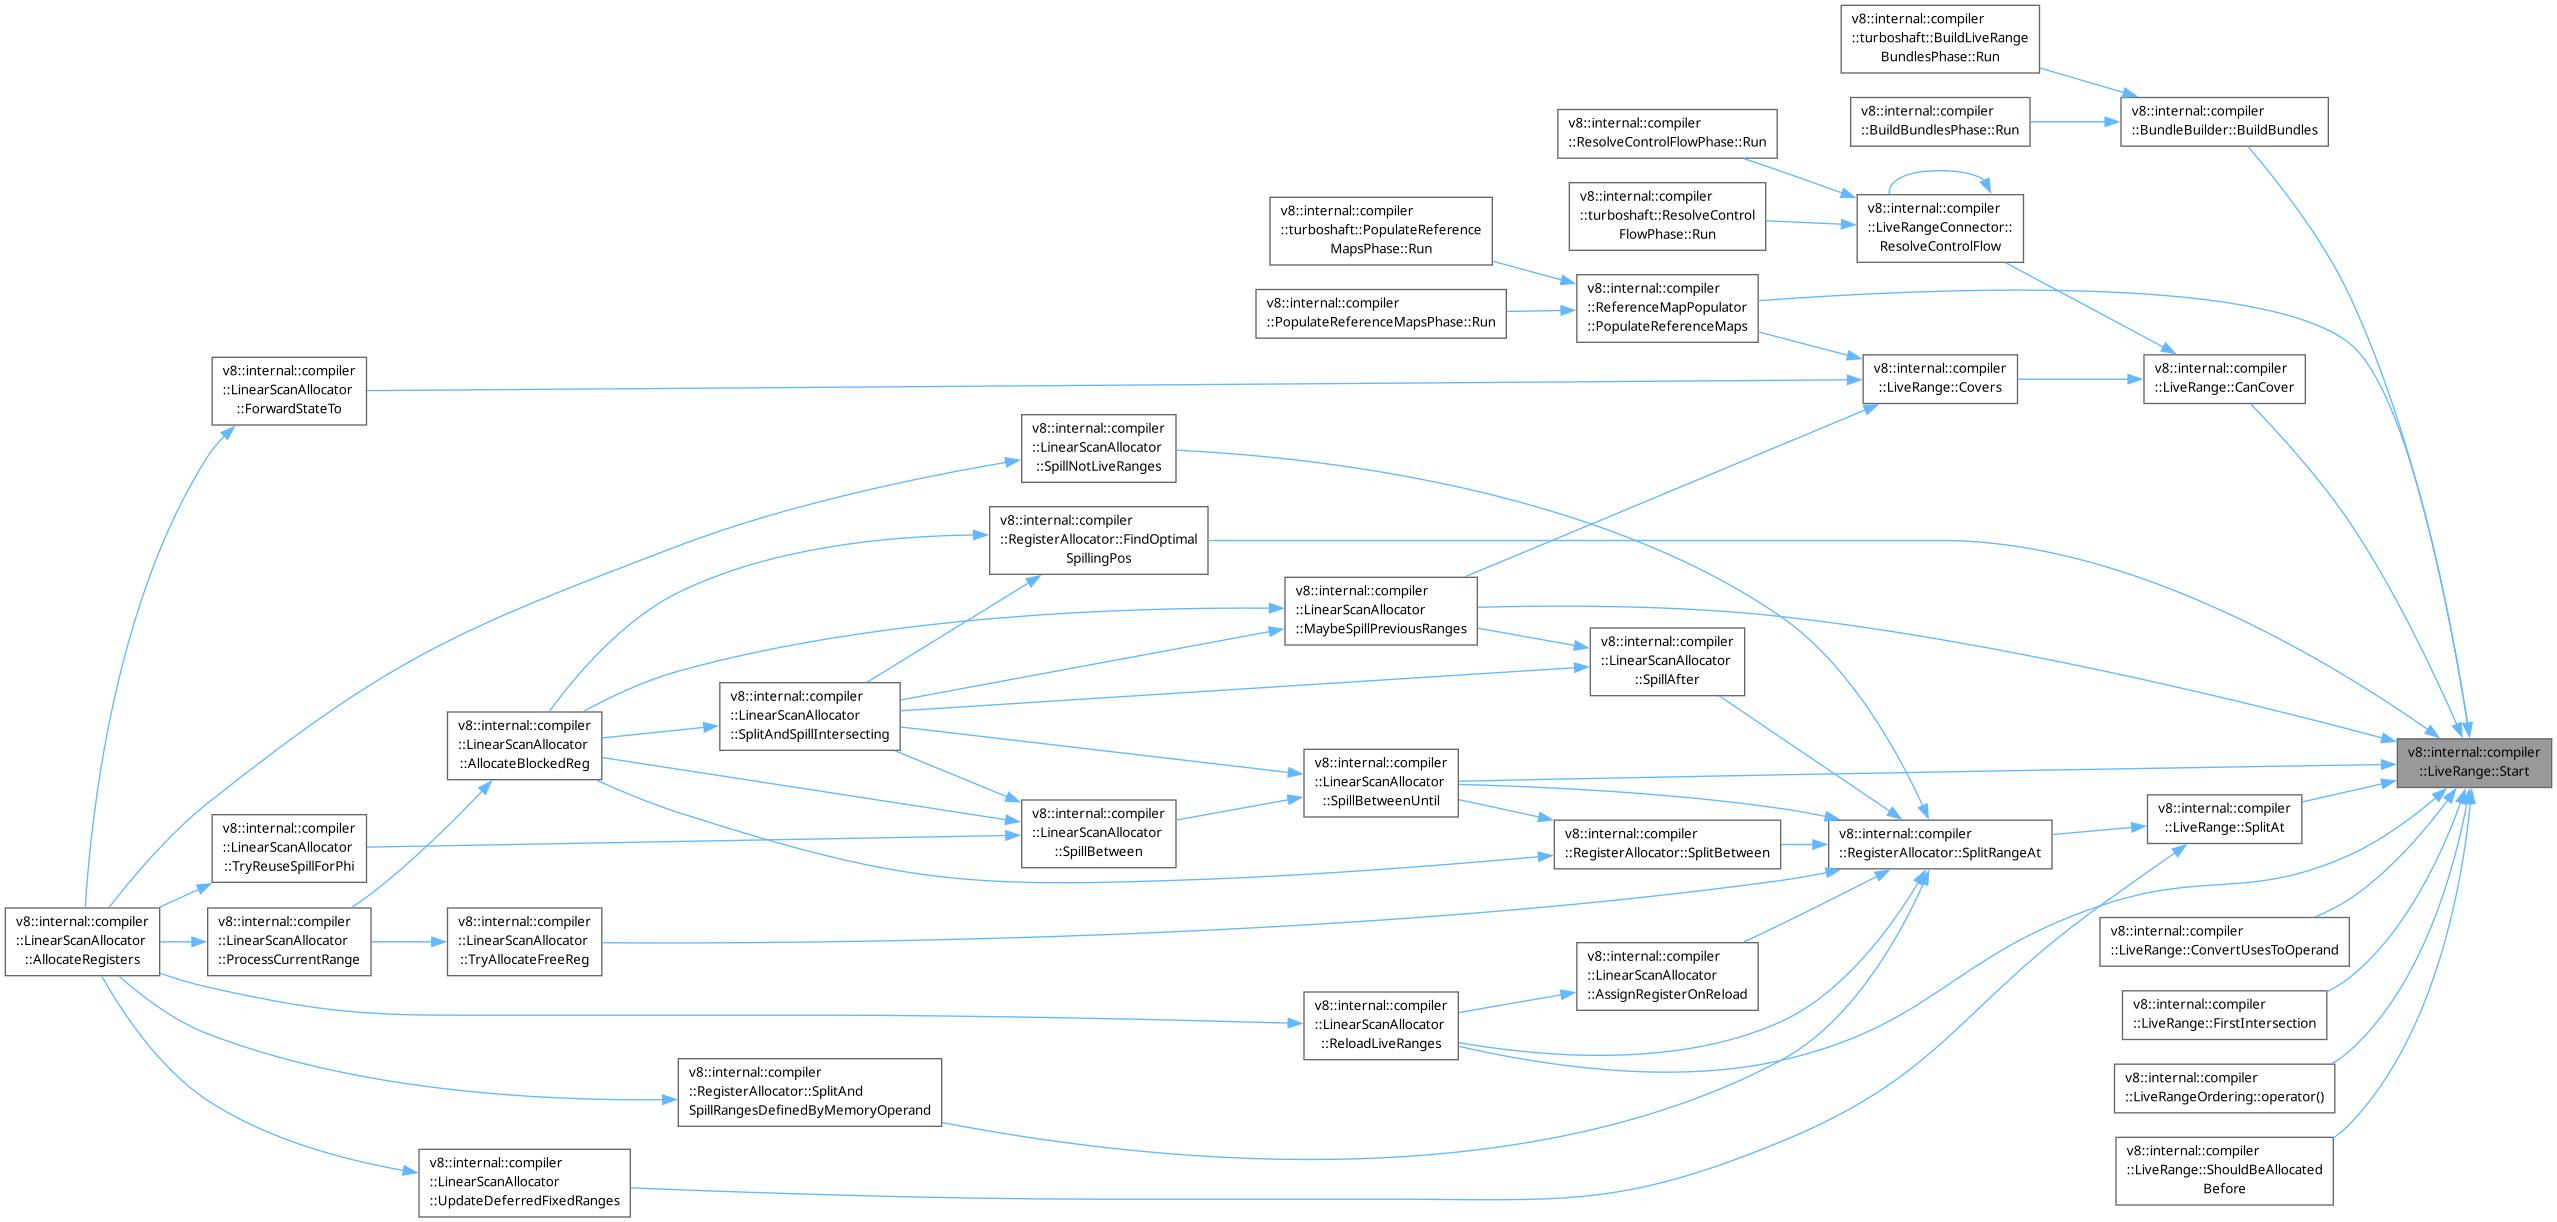 v8::internal::compiler
::turboshaft::BuildLiveRange
BundlesPhase::Run
v8::internal::compiler
::BuildBundlesPhase::Run
v8::internal::compiler
::BundleBuilder::BuildBundles
v8::internal::compiler
::ResolveControlFlowPhase::Run
v8::internal::compiler
::turboshaft::ResolveControl
FlowPhase::Run
v8::internal::compiler
::LiveRangeConnector::
ResolveControlFlow
v8::internal::compiler
::turboshaft::PopulateReference
MapsPhase::Run
v8::internal::compiler
::PopulateReferenceMapsPhase::Run
v8::internal::compiler
::ReferenceMapPopulator
::PopulateReferenceMaps
v8::internal::compiler
::LinearScanAllocator
::ForwardStateTo
v8::internal::compiler
::LiveRange::Covers
v8::internal::compiler
::LiveRange::CanCover
v8::internal::compiler
::LinearScanAllocator
::SpillNotLiveRanges
v8::internal::compiler
::RegisterAllocator::FindOptimal
SpillingPos
v8::internal::compiler
::LinearScanAllocator
::MaybeSpillPreviousRanges
v8::internal::compiler
::LinearScanAllocator
::SpillAfter
v8::internal::compiler
::LinearScanAllocator
::AllocateBlockedReg
v8::internal::compiler
::LinearScanAllocator
::SplitAndSpillIntersecting
v8::internal::compiler
::LinearScanAllocator
::SpillBetweenUntil
v8::internal::compiler
::LiveRange::Start
v8::internal::compiler
::LinearScanAllocator
::TryReuseSpillForPhi
v8::internal::compiler
::LinearScanAllocator
::SpillBetween
v8::internal::compiler
::RegisterAllocator::SplitBetween
v8::internal::compiler
::RegisterAllocator::SplitRangeAt
v8::internal::compiler
::LiveRange::SplitAt
v8::internal::compiler
::LinearScanAllocator
::AllocateRegisters
v8::internal::compiler
::LinearScanAllocator
::ProcessCurrentRange
v8::internal::compiler
::LinearScanAllocator
::TryAllocateFreeReg
v8::internal::compiler
::LinearScanAllocator
::AssignRegisterOnReload
v8::internal::compiler
::LiveRange::ConvertUsesToOperand
v8::internal::compiler
::LinearScanAllocator
::ReloadLiveRanges
v8::internal::compiler
::LiveRange::FirstIntersection
v8::internal::compiler
::RegisterAllocator::SplitAnd
SpillRangesDefinedByMemoryOperand
v8::internal::compiler
::LiveRangeOrdering::operator()
v8::internal::compiler
::LinearScanAllocator
::UpdateDeferredFixedRanges
v8::internal::compiler
::LiveRange::ShouldBeAllocated
Before